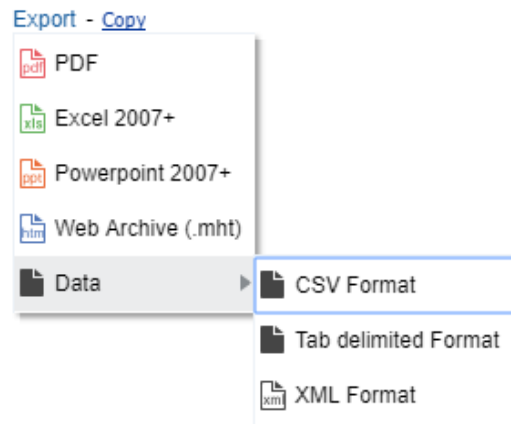 Export - Copy
pdf PDF
xls Excel 2007+
ppt Powerpoint 2007+
htm Web Archive (.mht)
Data
CSV Format
Tab delimited Format
xml XML Format